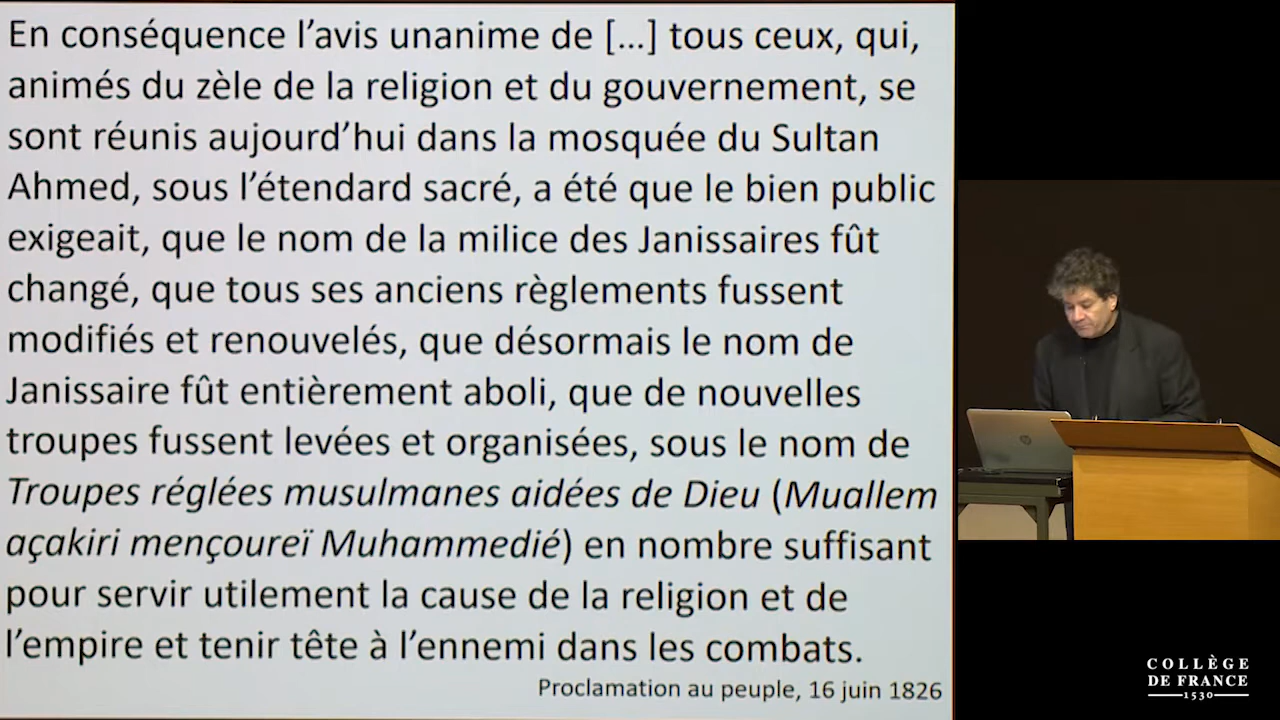 En conséquence l’avis unanime de [...] tous ceux, qui,
animés du zèle de la religion et du gouvernement, se
sont réunis aujourd’hui dans la mosquée du Sultan
Ahmed, sous l’étendard sacré, a été que le bien public
exigeait, que le nom de la milice des Janissaires fût
changé, que tous ses anciens règlements fussent
modifiés et renouvelés, que désormais le nom de
Janissaire fût entièrement aboli, que de nouvelles
troupes fussent levées et organisées, sous le nom de
Troupes réglées musulmanes aidées de Dieu (Muallem
açakiri mençoureï Muhammedié) en nombre suffisant
pour servir utilement la cause de la religion et de
l’empire et tenir tête à l’ennemi dans les combats.
Proclamation au peuple, 16 juin 1826
COLLÈGE
DE FRANCE
1530